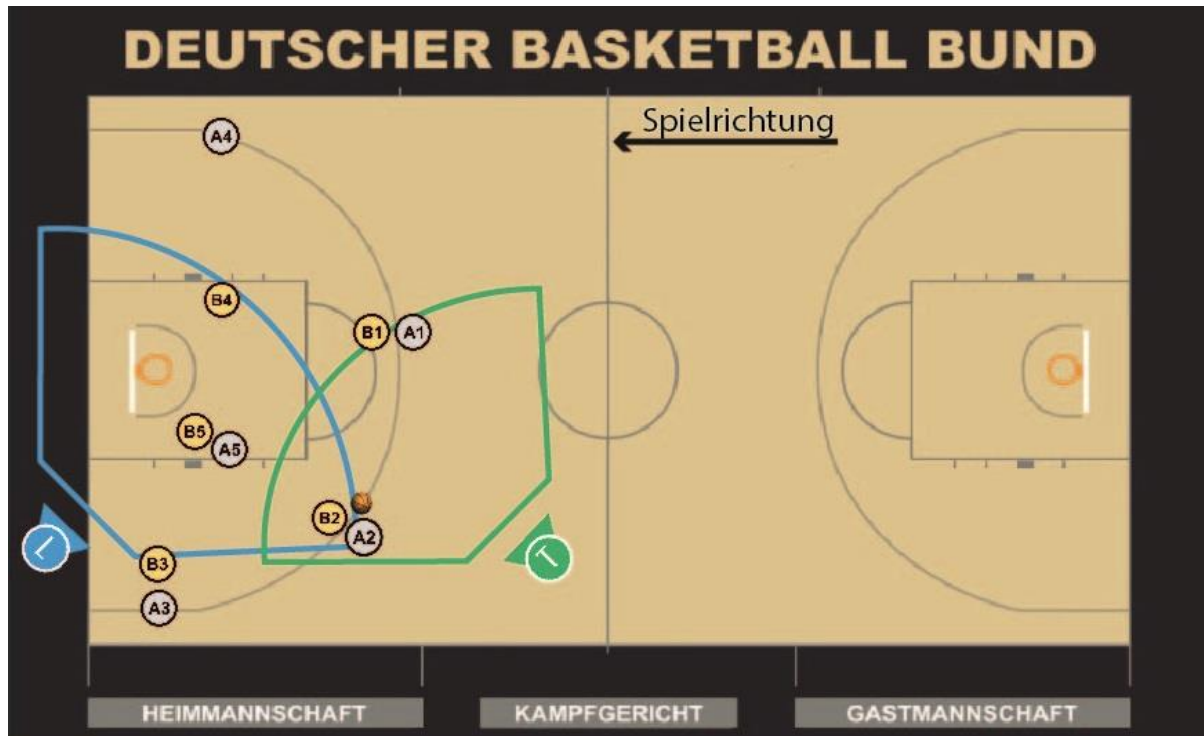 DEUTSCHER BASKETBALL BUND
Spielrichtung
A4
B4
B1 A1
B5
A5
B2
A2
L
T
B3
A3
HEIMMANNSCHAFT KAMPFGERICHT GASTMANNSCHAFT